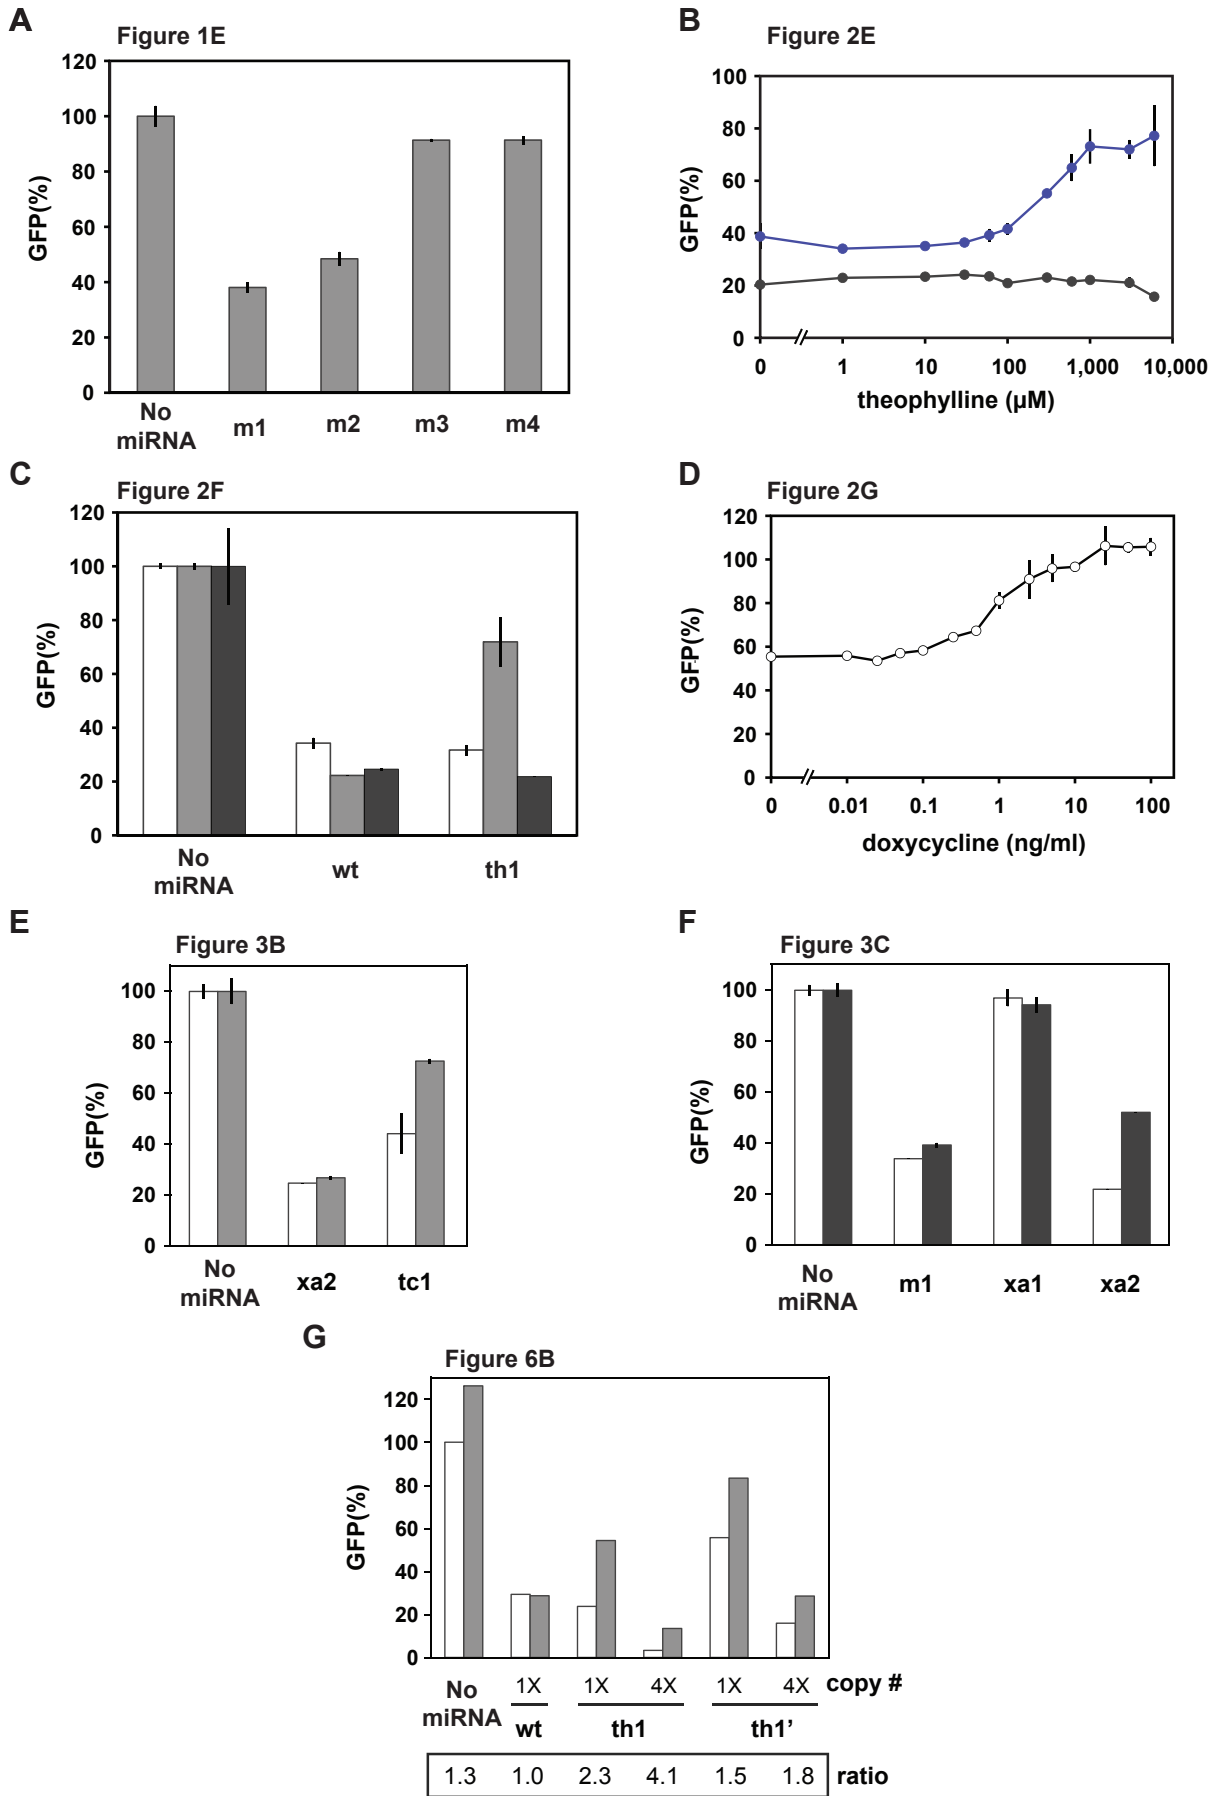 A
Figure 1E
120
100
80
60
40
20
0
GFP(%)
No
miRNA
m1
m2
m3
m4
B
Figure 2E
100
80
60
40
20
0
GFP(%)
0
1
10
100
1,000
10,000
theophylline (µM)
C
Figure 2F
120
100
80
60
40
20
0
GFP(%)
No
miRNA
wt
th1
D
Figure 2G
120
100
80
60
40
20
0
GFP(%)
0
0.01
0.1
1
10
100
doxycycline (ng/ml)
E
Figure 3B
100
80
60
40
20
0
GFP(%)
No
miRNA
xa2
tc1
F
Figure 3C
100
80
60
40
20
0
GFP(%)
No
miRNA
m1
xa1
xa2
G
Figure 6B
120
100
80
60
40
20
0
GFP(%)
No
miRNA
1X 1X 4X 1X 4X copy #
wt th1 th1’
1.3 1.0 2.3 4.1 1.5 1.8 ratio